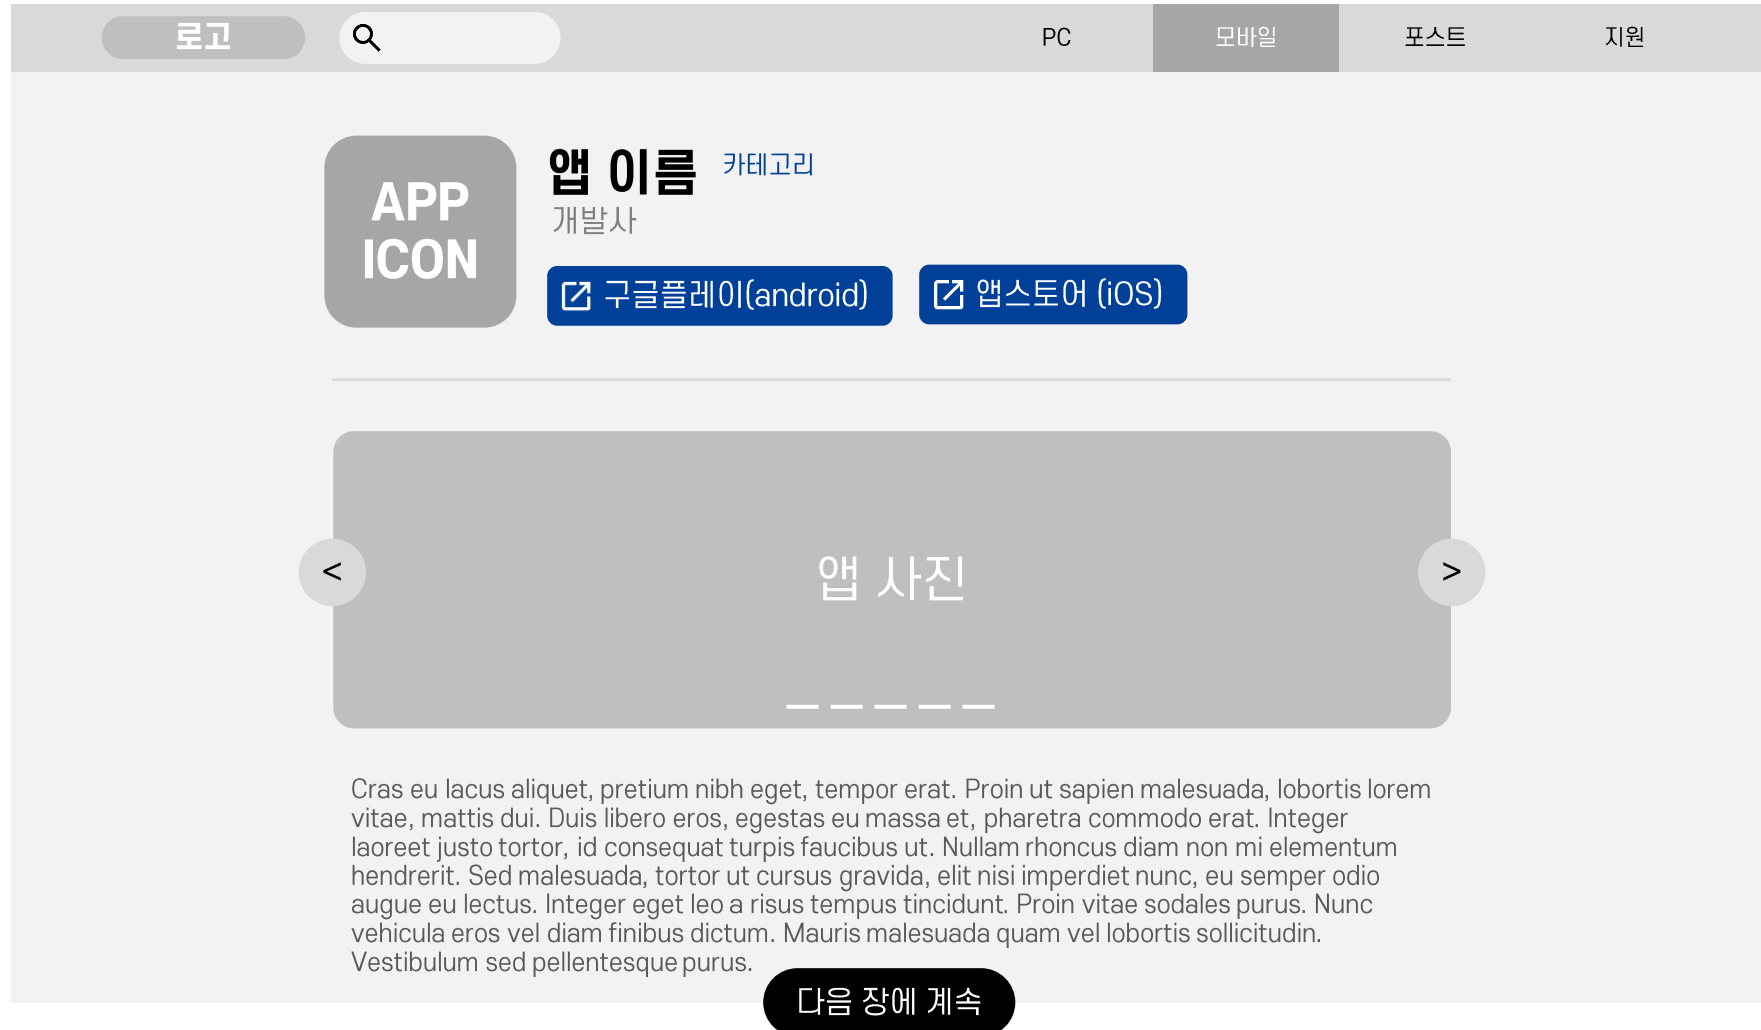 로고
PC
모바일
포스트
지원
APP
ICON
앱 이름
카테고리
개발사
구글플레이(android)
앱스토어 (iOS)
<
앱 사진
>
Cras eu lacus aliquet, pretium nibh eget, tempor erat. Proin ut sapien malesuada, lobortis lorem
vitae, mattis dui. Duis libero eros, egestas eu massa et, pharetra commodo erat. Integer
laoreet justo tortor, id consequat turpis faucibus ut. Nullam rhoncus diam non mi elementum
hendrerit. Sed malesuada, tortor ut cursus gravida, elit nisi imperdiet nunc, eu semper odio
augue eu lectus. Integer eget leo a risus tempus tincidunt. Proin vitae sodales purus. Nunc
vehicula eros vel diam finibus dictum. Mauris malesuada quam vel lobortis sollicitudin.
Vestibulum sed pellentesque purus.
다음 장에 계속